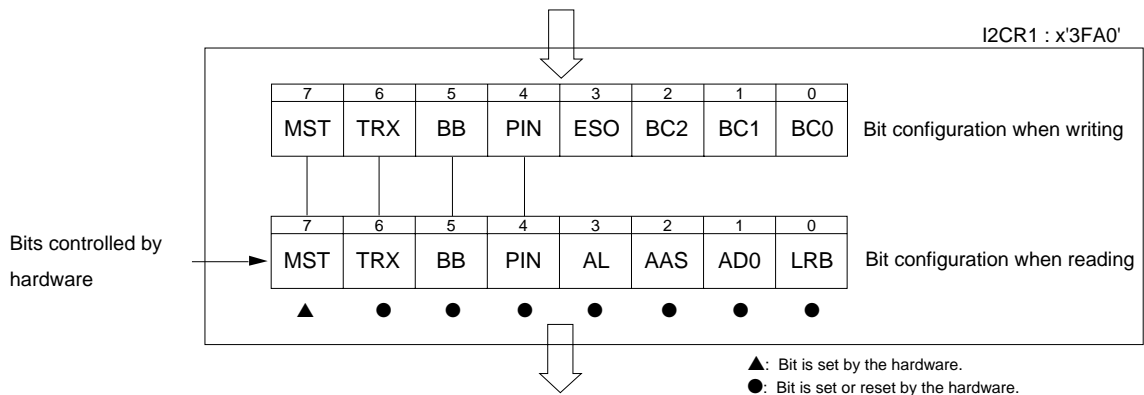 I2CR1 : x'3FA0'
7 6 5 4 3 2 1 0
MST TRX BB PIN ESO BC2 BC1 BC0 Bit configuration when writing
7 6 5 4 3 2 1 0
Bits controlled by
hardware
MST TRX BB PIN AL AAS AD0 LRB Bit configuration when reading
▲ ● ● ● ● ● ● ●
▲: Bit is set by the hardware.
●: Bit is set or reset by the hardware.